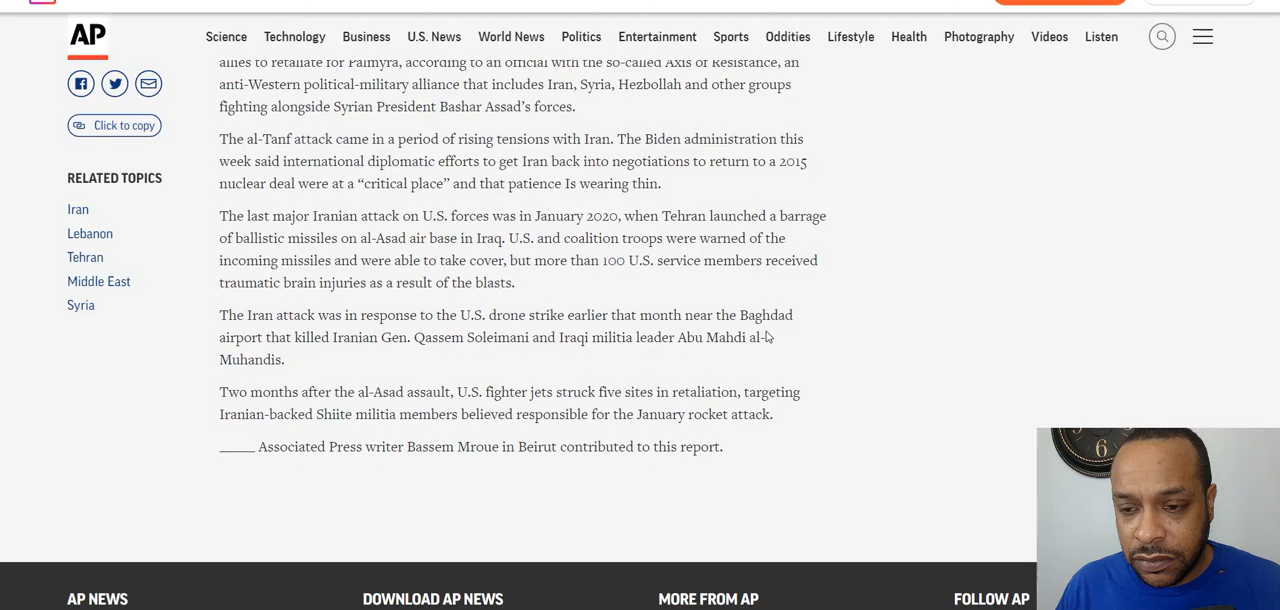 AP
Science Technology Business U.S. News World News Politics Entertainment Sports Oddities Lifestyle Health Photography Videos Listen
allies to retaliate for Palmyra, according to an official with the so-called Axis of Resistance, an
anti-Western political-military alliance that includes Iran, Syria, Hezbollah and other groups
fighting alongside Syrian President Bashar Assad's forces.
Click to copy
The al-Tanf attack came in a period of rising tensions with Iran. The Biden administration this
week said international diplomatic efforts to get Iran back into negotiations to return to a 2015
nuclear deal were at a “critical place” and that patience Is wearing thin.
RELATED TOPICS
Iran
Lebanon
Tehran
Middle East
Syria
The last major Iranian attack on U.S. forces was in January 2020, when Tehran launched a barrage
of ballistic missiles on al-Asad air base in Iraq. U.S. and coalition troops were warned of the
incoming missiles and were able to take cover, but more than 100 U.S. service members received
traumatic brain injuries as a result of the blasts.
The Iran attack was in response to the U.S. drone strike earlier that month near the Baghdad
airport that killed Iranian Gen. Qassem Soleimani and Iraqi militia leader Abu Mahdi al-
Muhandis.
Two months after the al-Asad assault, U.S. fighter jets struck five sites in retaliation, targeting
Iranian-backed Shiite militia members believed responsible for the January rocket attack.
_____ Associated Press writer Bassem Mroue in Beirut contributed to this report.
6
AP NEWS DOWNLOAD AP NEWS MORE FROM AP FOLLOW AP